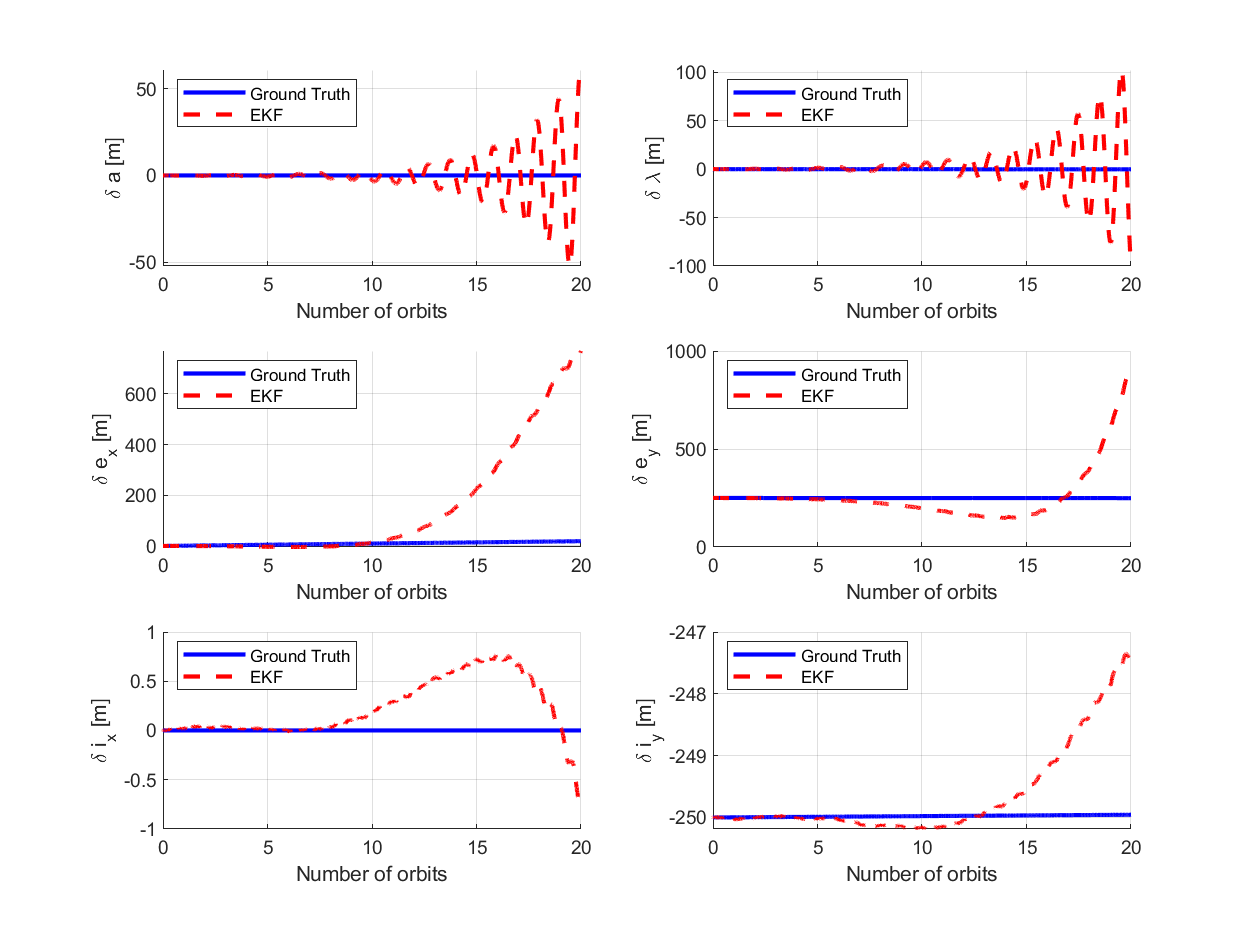 δ a [m]
50
0
-50
Ground Truth
EKF
0 5 10 15 20
Number of orbits
δ λ [m]
100
50
0
-50
-100
Ground Truth
EKF
0 5 10 15 20
Number of orbits
δ e_x [m]
600
400
200
0
Ground Truth
EKF
0 5 10 15 20
Number of orbits
δ e_y [m]
1000
500
0
Ground Truth
EKF
0 5 10 15 20
Number of orbits
δ i_x [m]
1
0.5
0
-0.5
-1
Ground Truth
EKF
0 5 10 15 20
Number of orbits
δ i_y [m]
-247
-248
-249
-250
Ground Truth
EKF
0 5 10 15 20
Number of orbits